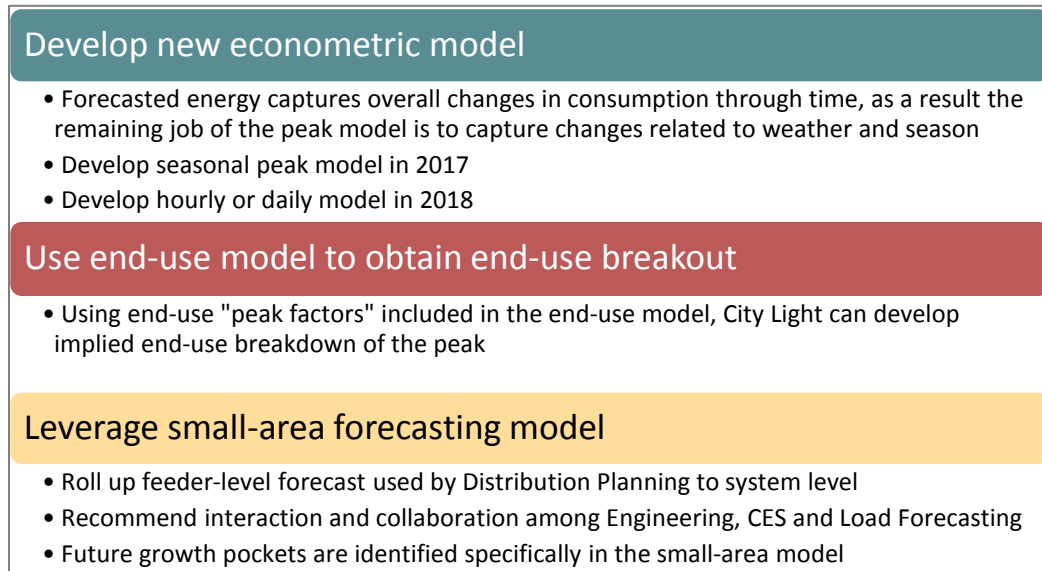 Develop new econometric model
• Forecasted energy captures overall changes in consumption through time, as a result the
remaining job of the peak model is to capture changes related to weather and season
• Develop seasonal peak model in 2017
• Develop hourly or daily model in 2018
Use end-use model to obtain end-use breakout
• Using end-use "peak factors" included in the end-use model, City Light can develop
implied end-use breakdown of the peak
Leverage small-area forecasting model
• Roll up feeder-level forecast used by Distribution Planning to system level
• Recommend interaction and collaboration among Engineering, CES and Load Forecasting
• Future growth pockets are identified specifically in the small-area model